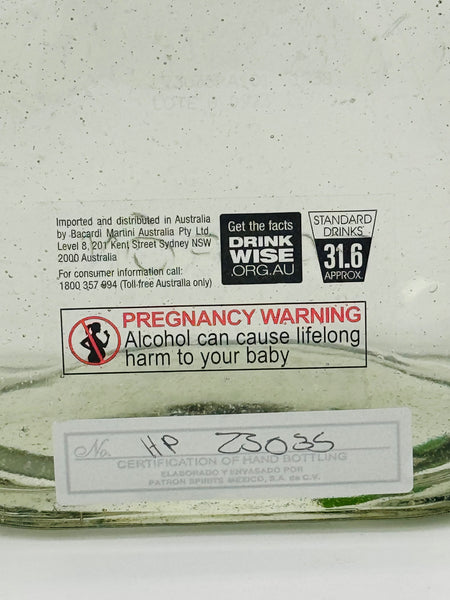 Imported and distributed in Australia
by Bacardi Martini Australia Pty Ltd.
Level 8, 201 Kent Street Sydney NSW
2000 Australia
For consumer information call:
1800 357 994 (Toll-free Australia only)
Get the facts
DRINK
WISE
.ORG.AU
STANDARD
DRINKS
31.6
APPROX.
PREGNANCY WARNING
Alcohol can cause lifelong
harm to your baby
No. HP 23035
CERTIFICATION OF HAND BOTTLING
ELABORADO Y ENVASADO POR
PATRON SPIRITS MEXICO, S.A. de C.V.